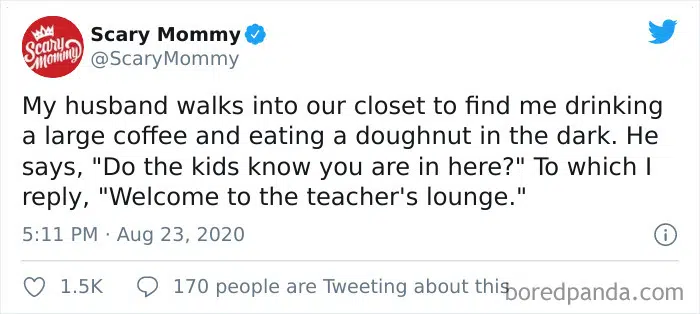 Scary Mommy
Scary Mommy
@ScaryMommy
My husband walks into our closet to find me drinking
a large coffee and eating a doughnut in the dark. He
says, "Do the kids know you are in here?" To which I
reply, "Welcome to the teacher's lounge."
5:11 PM · Aug 23, 2020
1.5K 170 people are Tweeting about this
boredpanda.com